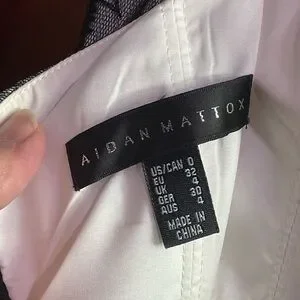 AIDAN MATTOX
US/CAN 0
EU 32
UK 4
GER 30
AUS 4
MADE IN
CHINA